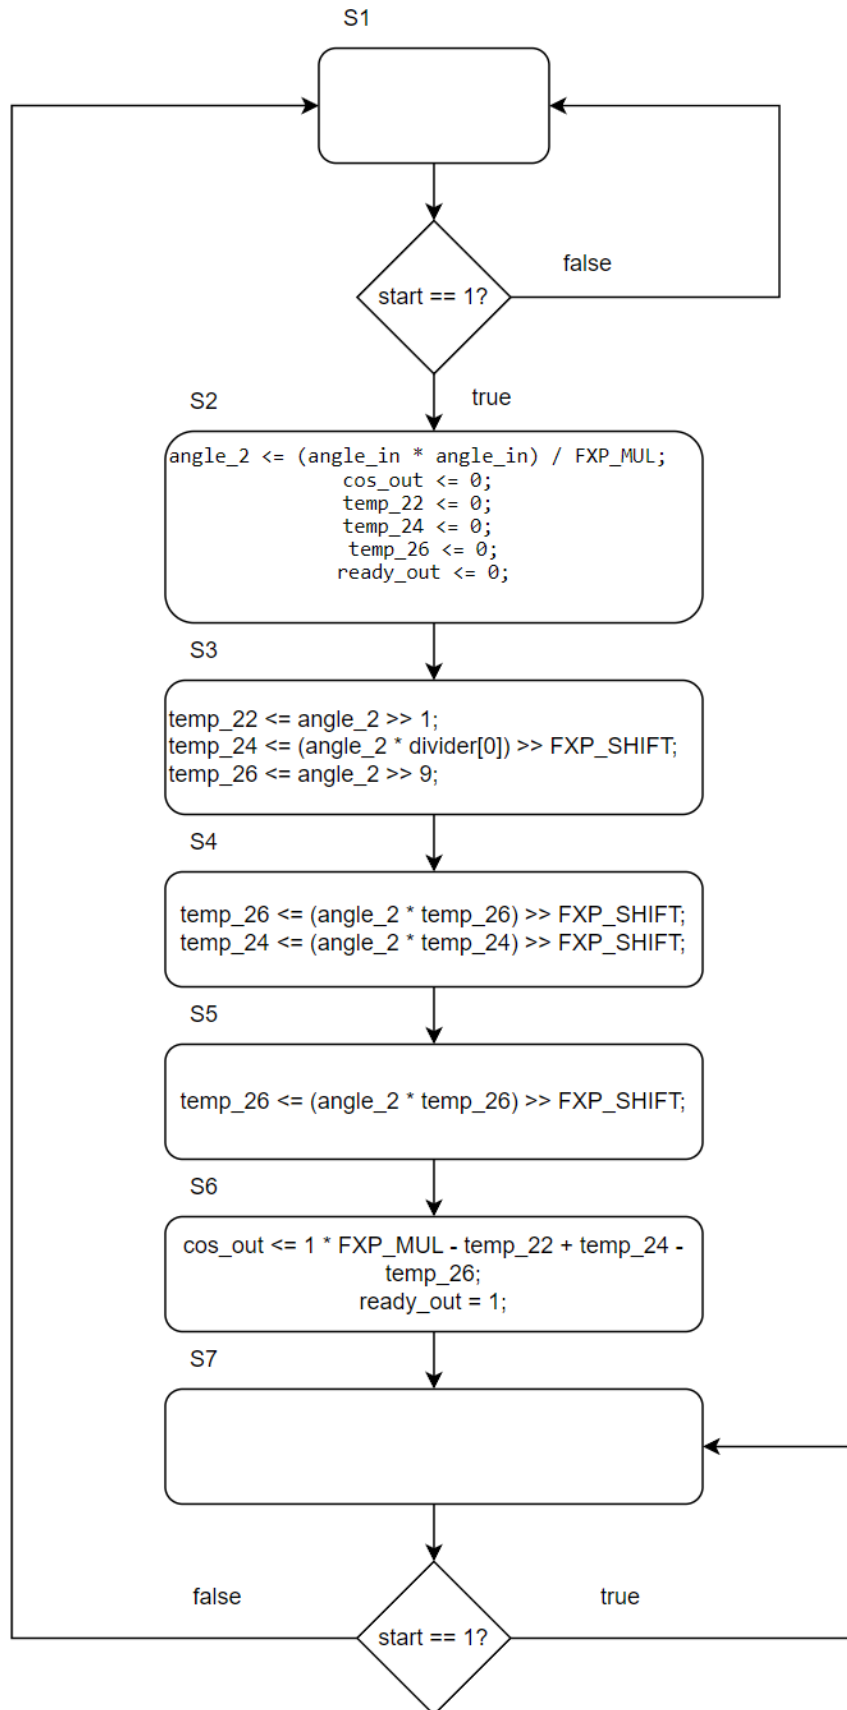 S1
start == 1?
false
true
S2
angle_2 <= (angle_in * angle_in) / FXP_MUL;
cos_out <= 0;
temp_22 <= 0;
temp_24 <= 0;
temp_26 <= 0;
ready_out <= 0;
S3
temp_22 <= angle_2 >> 1;
temp_24 <= (angle_2 * divider[0]) >> FXP_SHIFT;
temp_26 <= angle_2 >> 9;
S4
temp_26 <= (angle_2 * temp_26) >> FXP_SHIFT;
temp_24 <= (angle_2 * temp_24) >> FXP_SHIFT;
S5
temp_26 <= (angle_2 * temp_26) >> FXP_SHIFT;
S6
cos_out <= 1 * FXP_MUL - temp_22 + temp_24 -
temp_26;
ready_out = 1;
S7
false
true
start == 1?